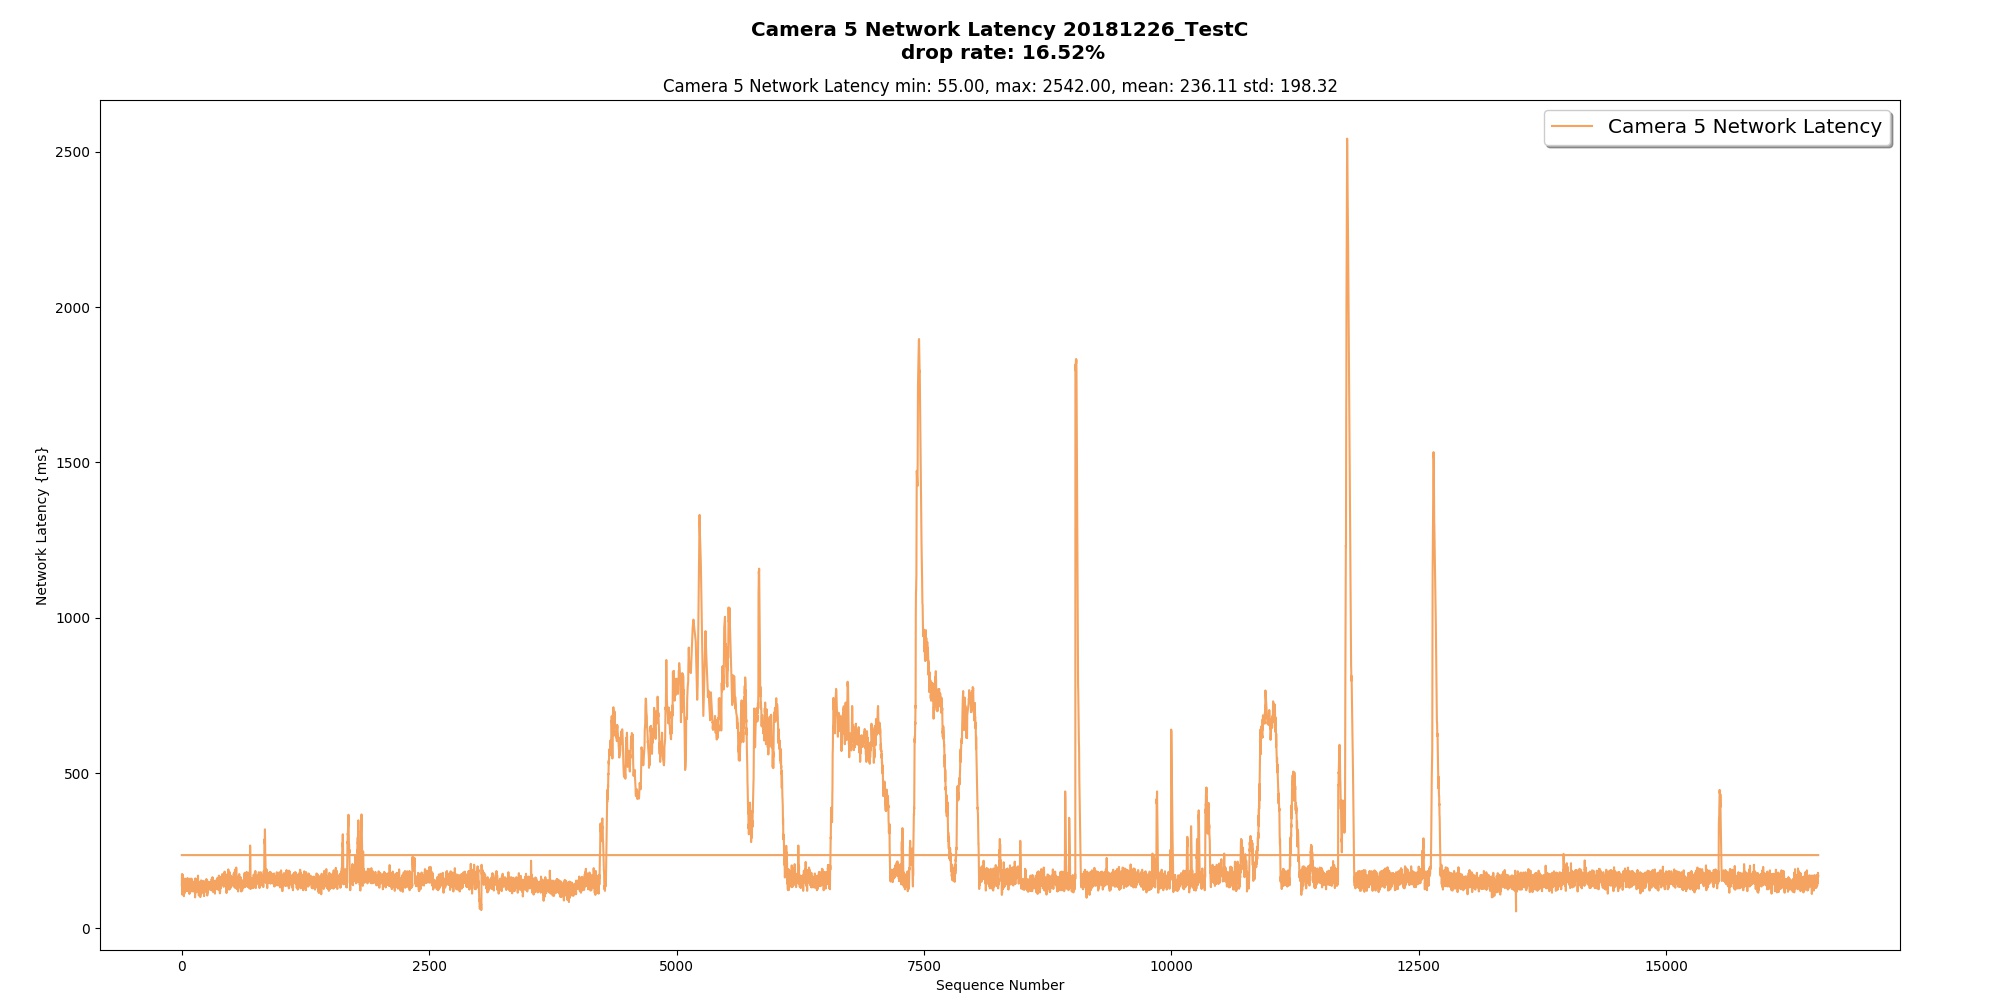 Camera 5 Network Latency 20181226_TestC
drop rate: 16.52%
Camera 5 Network Latency min: 55.00, max: 2542.00, mean: 236.11 std: 198.32
Camera 5 Network Latency
2500
2000
1500
1000
500
0
Network Latency {ms}
0 2500 5000 7500 10000 12500 15000
Sequence Number